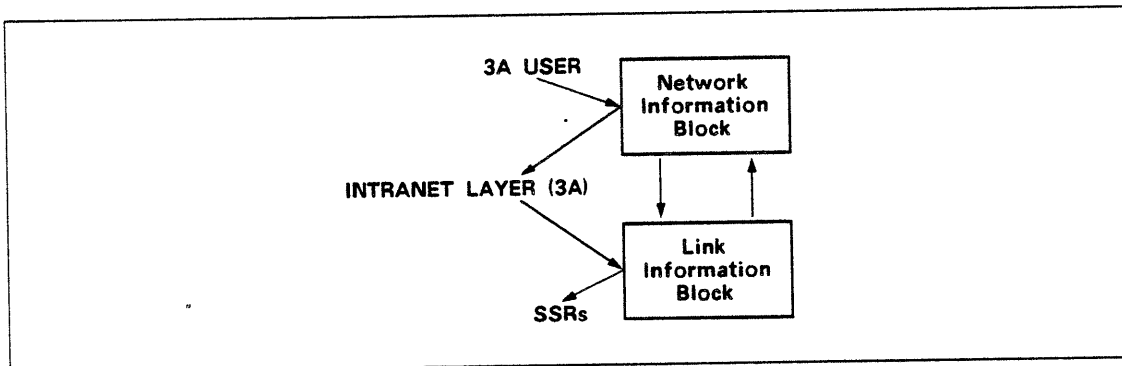 3A USER
Network
Information
Block
INTRANET LAYER (3A)
Link
Information
Block
SSRs